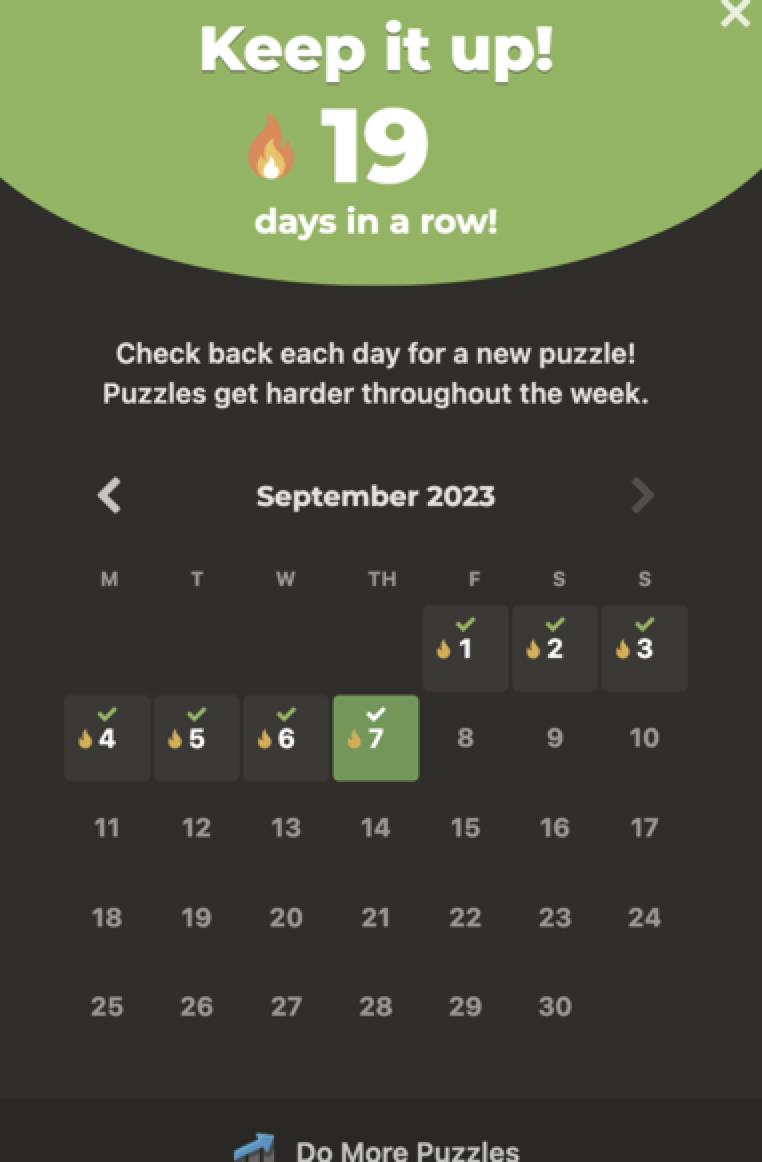 Keep it up!
19
days in a row!
Check back each day for a new puzzle!
Puzzles get harder throughout the week.
September 2023
M T W TH F S S
1 2 3
4 5 6 7 8 9 10
11 12 13 14 15 16 17
18 19 20 21 22 23 24
25 26 27 28 29 30
Do More Puzzles